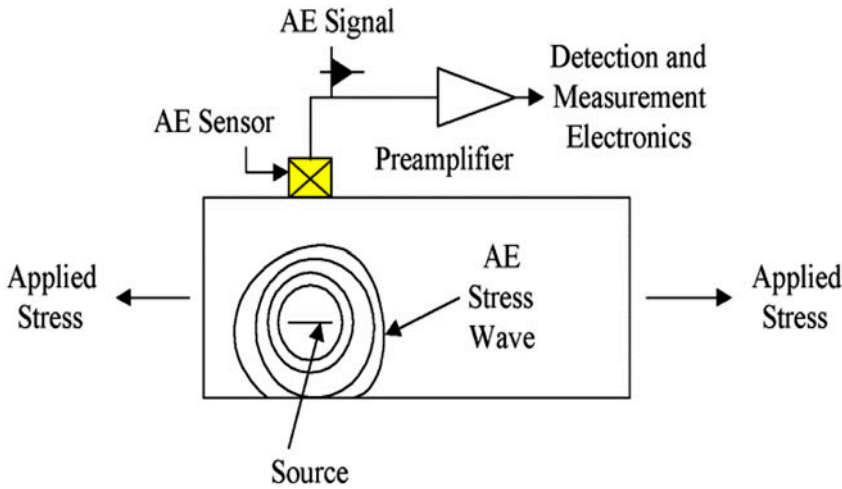 AE Signal
Detection and
Measurement
Electronics
AE Sensor
Preamplifier
Applied
Stress
AE
Stress
Wave
Applied
Stress
Source